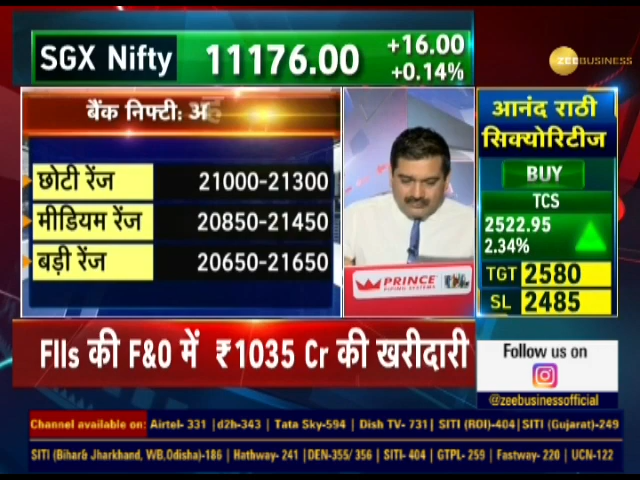 SGX Nifty 11176.00 +16.00
+0.14%
ZEEBUSINESS
बैंक निफ्टी: अ
छोटी रेंज 21000-21300
मीडियम रेंज 20850-21450
बड़ी रेंज 20650-21650
PRINCE
PIPING SYSTEMS
आनंद राठी
सिक्योरिटीज
BUY
TCS
2522.95
2.34%
TGT 2580
SL 2485
FIIs की F&O में ₹1035 Cr की खरीदारी
Follow us on
@zeebusinessofficial
Channel available on: Airtel- 331 |d2h-343 | Tata Sky-594 | Dish TV- 731| SITI (ROI)-404| SITI (Gujarat)-249
SITI (Bihar& Jharkhand, WB,Odisha)-186 | Hathway- 241 |DEN-355/ 356 | SITI- 404 | GTPL- 259 | Fastway- 220 | UCN-122